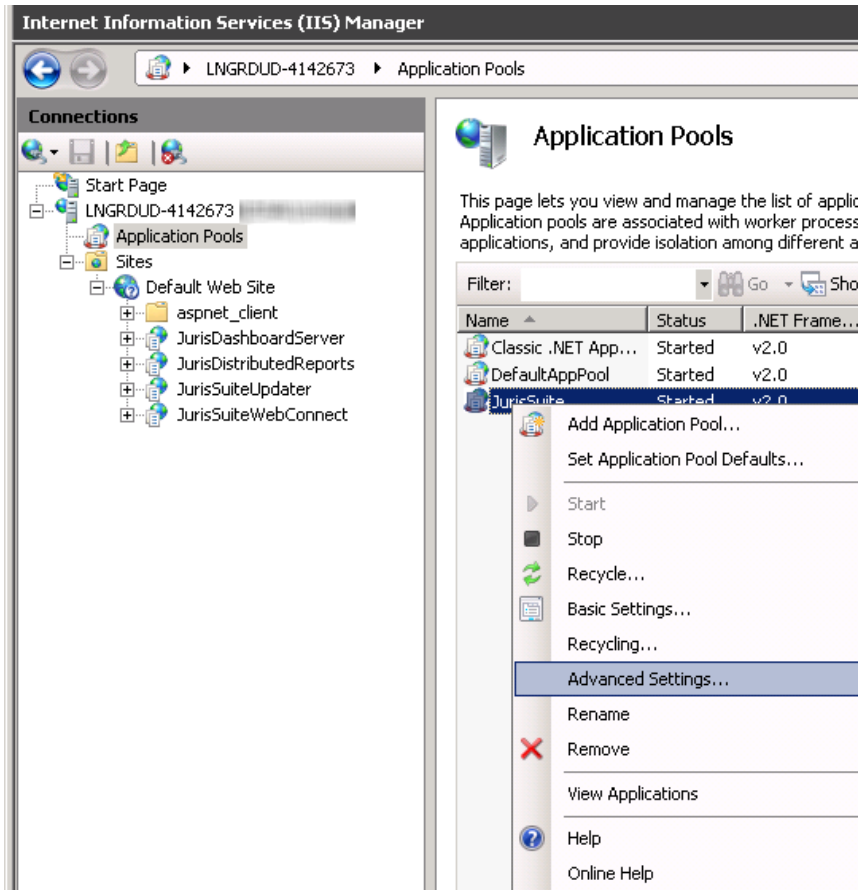 Internet Information Services (IIS) Manager
LNGRDUD-4142673 Application Pools
Connections
Start Page
LNGRDUD-4142673
Application Pools
Sites
Default Web Site
aspnet_client
JurisDashboardServer
JurisDistributedReports
JurisSuiteUpdater
JurisSuiteWebConnect
Application Pools
This page lets you view and manage the list of applic
Application pools are associated with worker process
applications, and provide isolation among different a
Filter: Go Sho
Name Status .NET Frame...
Classic .NET App... Started v2.0
DefaultAppPool Started v2.0
JurisSuite Started v2.0
Add Application Pool...
Set Application Pool Defaults...
Start
Stop
Recycle...
Basic Settings...
Recycling...
Advanced Settings...
Rename
Remove
View Applications
Help
Online Help